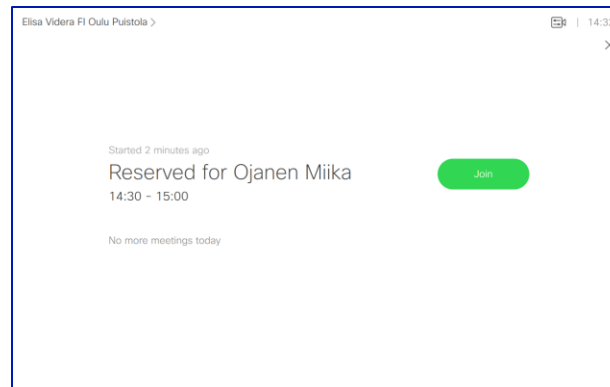 Elisa Videra FI Oulu Puistola >
Started 2 minutes ago
Reserved for Ojanen Miika
14:30 - 15:00
Join
No more meetings today